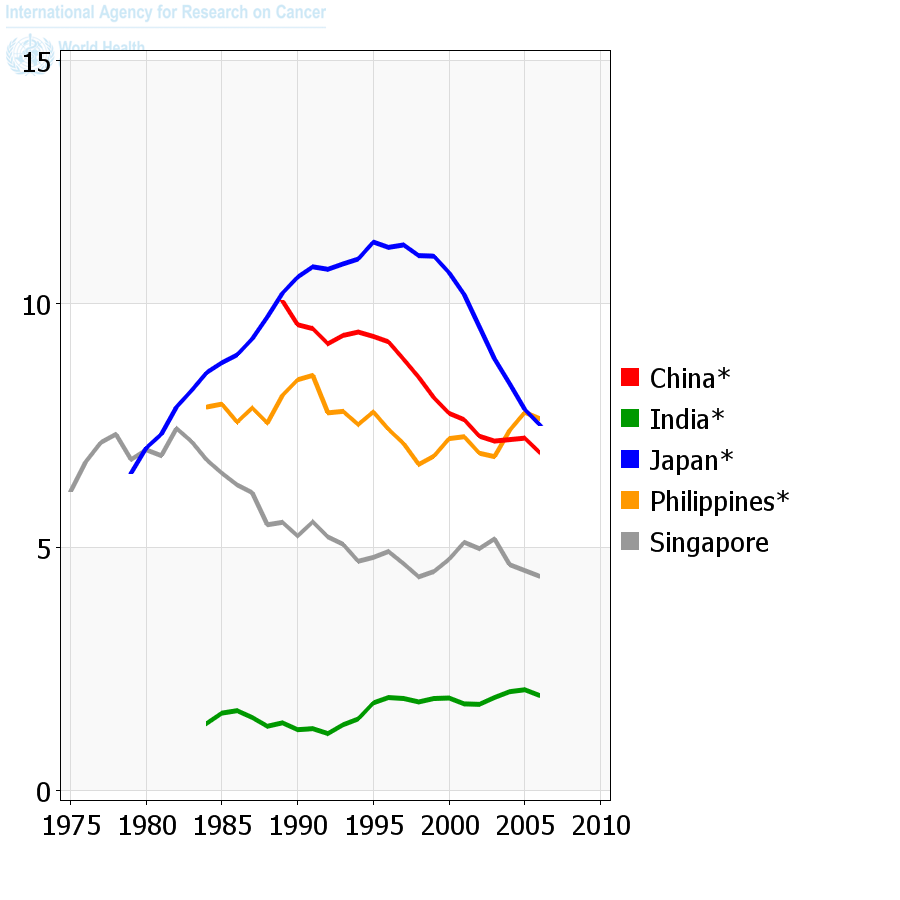 International Agency for Research on Cancer
World Health
15
10
5
0
1975 1980 1985 1990 1995 2000 2005 2010
China*
India*
Japan*
Philippines*
Singapore